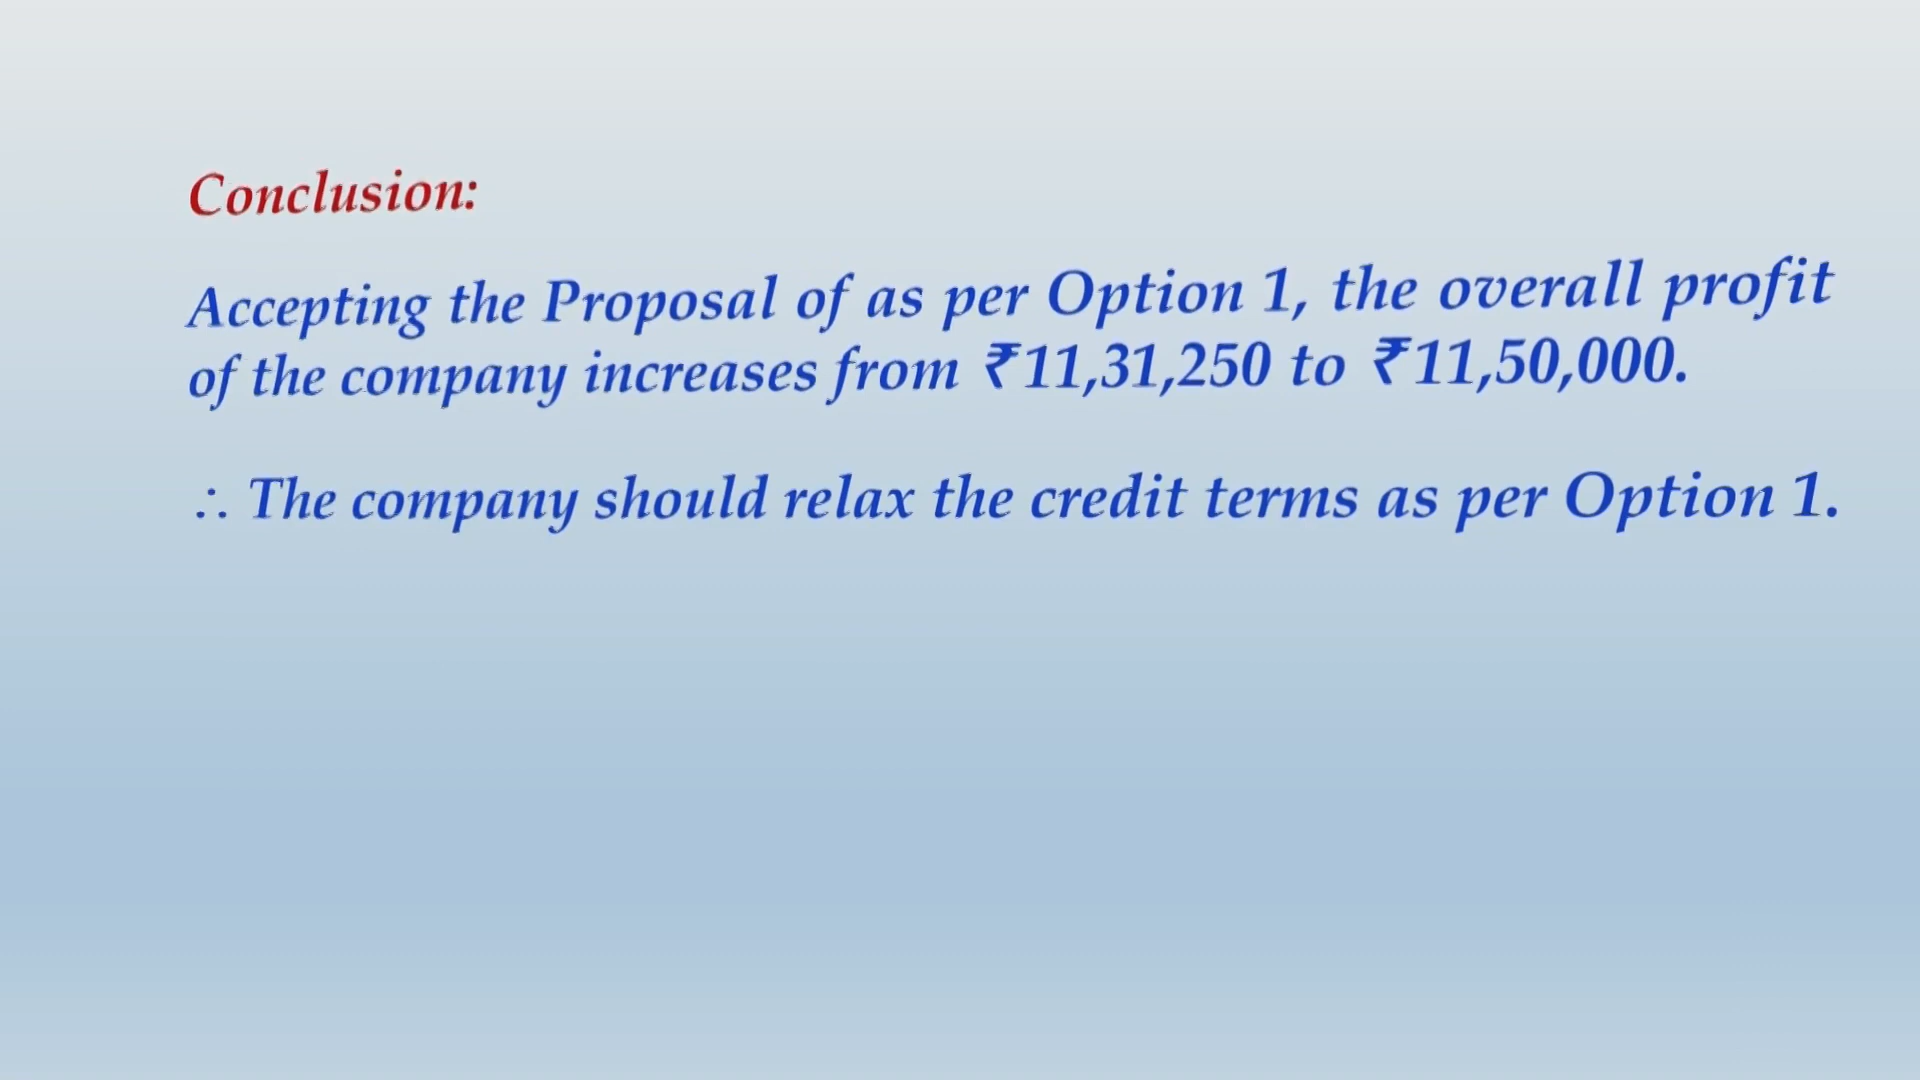 Conclusion:
Accepting the Proposal of as per Option 1, the overall profit
of the company increases from ₹11,31,250 to ₹11,50,000.
∴ The company should relax the credit terms as per Option 1.